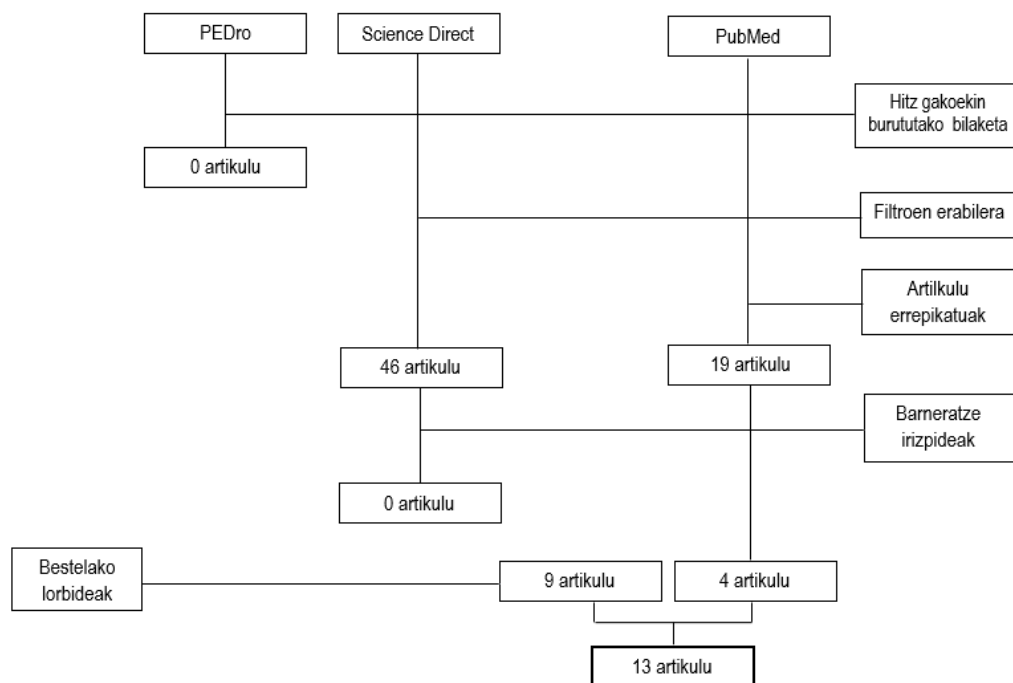 PEDro
Science Direct
PubMed
Hitz gakoekin
burututako bilaketa
0 artikulu
Filtroen erabilera
Artilkulu
errepikatuak
46 artikulu
19 artikulu
Barneratze
irizpideak
0 artikulu
Bestelako
lorbideak
9 artikulu
4 artikulu
13 artikulu